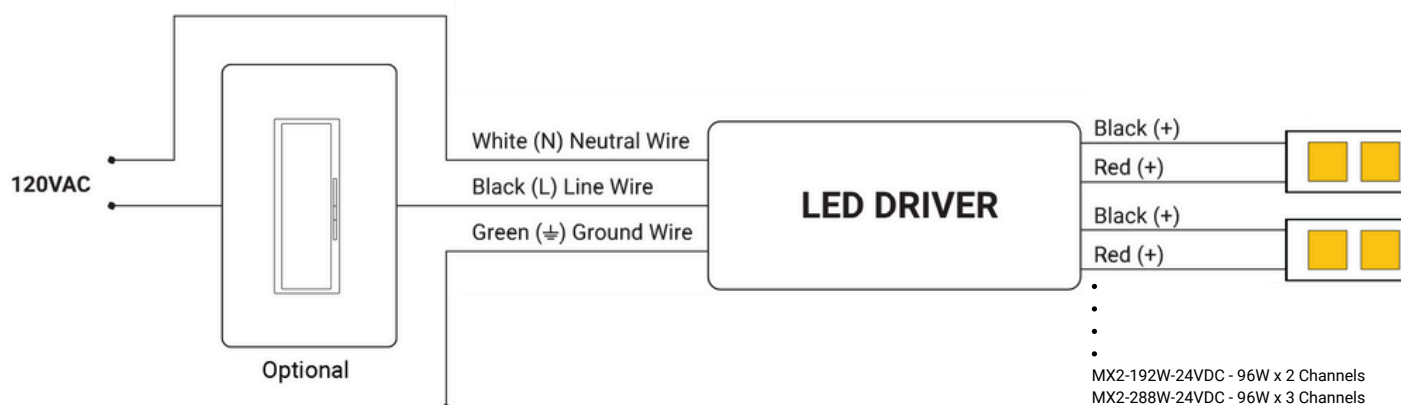 120VAC
Optional
White (N) Neutral Wire
Black (L) Line Wire
Green (⏚) Ground Wire
LED DRIVER
Black (+)
Red (+)
Black (+)
Red (+)
•
•
•
•
MX2-192W-24VDC - 96W x 2 Channels
MX2-288W-24VDC - 96W x 3 Channels